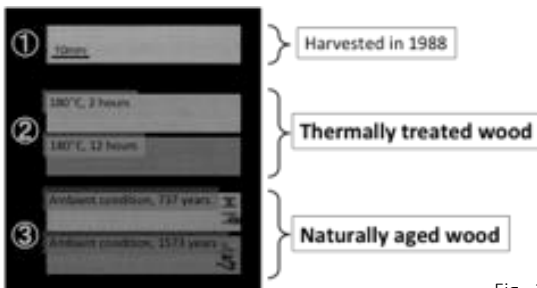 ①
10mm
Harvested in 1988
②
180°C, 2 hours
180°C, 12 hours
Thermally treated wood
③
Ambient condition, 737 years
Ambient condition, 1573 years
Naturally aged wood
Fig.